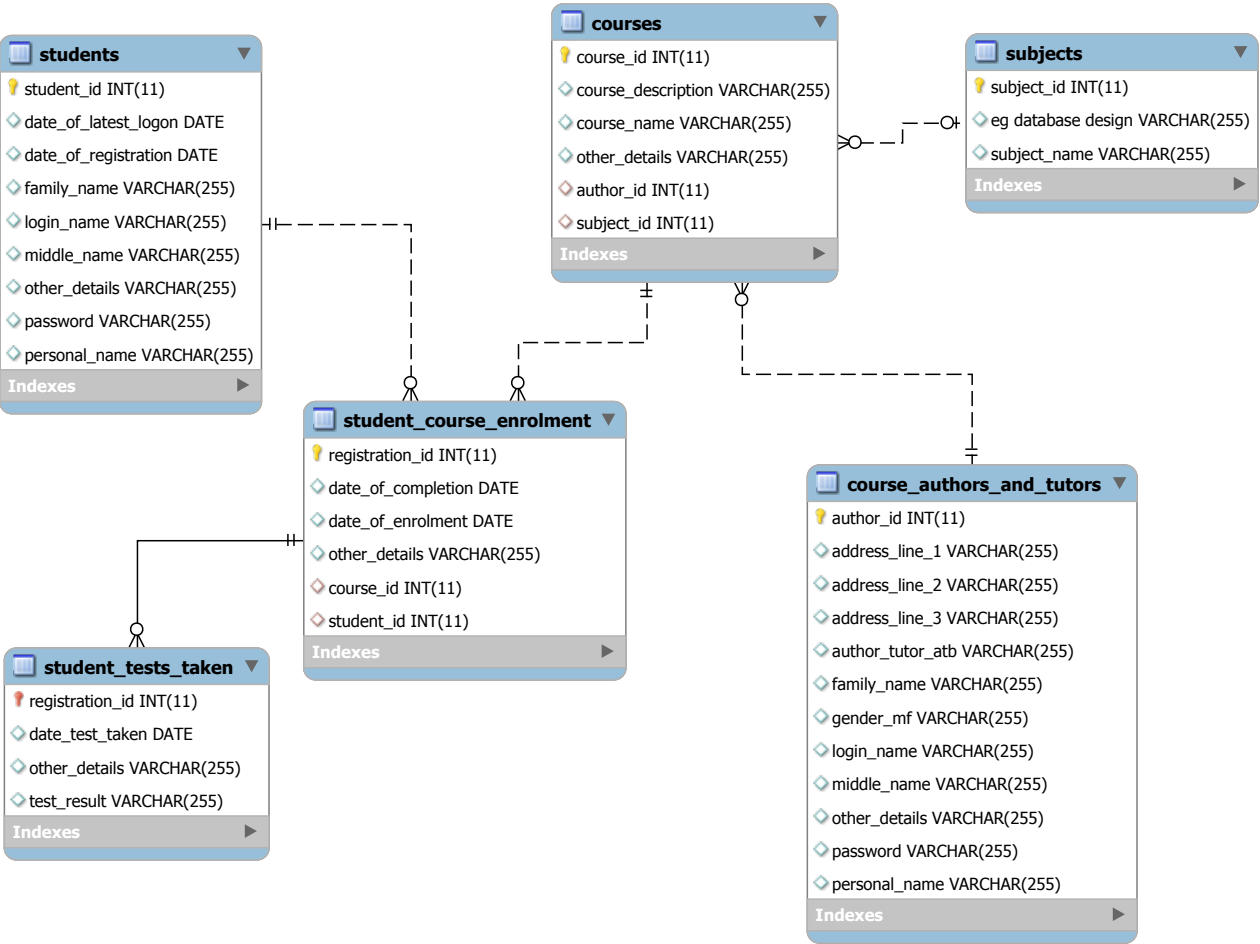 students
student_id INT(11)
date_of_latest_logon DATE
date_of_registration DATE
family_name VARCHAR(255)
login_name VARCHAR(255)
middle_name VARCHAR(255)
other_details VARCHAR(255)
password VARCHAR(255)
personal_name VARCHAR(255)
Indexes
courses
course_id INT(11)
course_description VARCHAR(255)
course_name VARCHAR(255)
other_details VARCHAR(255)
author_id INT(11)
subject_id INT(11)
Indexes
subjects
subject_id INT(11)
eg database design VARCHAR(255)
subject_name VARCHAR(255)
Indexes
student_course_enrolment
registration_id INT(11)
date_of_completion DATE
date_of_enrolment DATE
other_details VARCHAR(255)
course_id INT(11)
student_id INT(11)
Indexes
student_tests_taken
registration_id INT(11)
date_test_taken DATE
other_details VARCHAR(255)
test_result VARCHAR(255)
Indexes
course_authors_and_tutors
author_id INT(11)
address_line_1 VARCHAR(255)
address_line_2 VARCHAR(255)
address_line_3 VARCHAR(255)
author_tutor_atb VARCHAR(255)
family_name VARCHAR(255)
gender_mf VARCHAR(255)
login_name VARCHAR(255)
middle_name VARCHAR(255)
other_details VARCHAR(255)
password VARCHAR(255)
personal_name VARCHAR(255)
Indexes